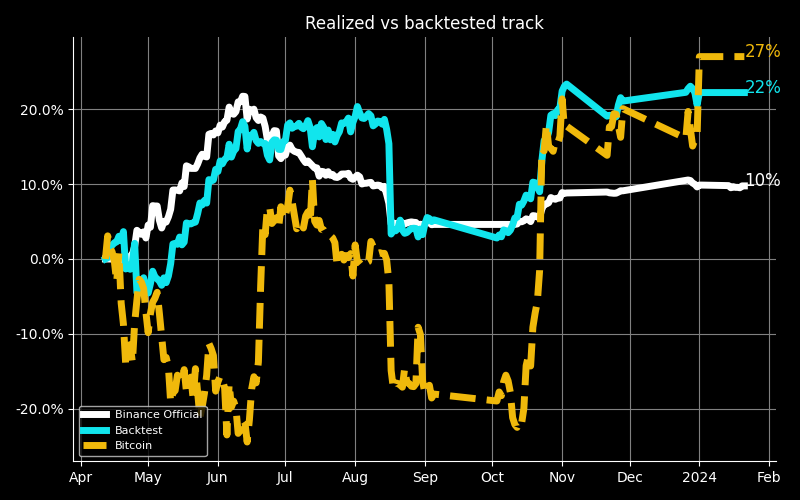 Realized vs backtested track
27%
22%
20.0%
10%
10.0%
0.0%
-10.0%
-20.0%
Binance Official
Backtest
Bitcoin
Apr May Jun Jul Aug Sep Oct Nov Dec 2024 Feb